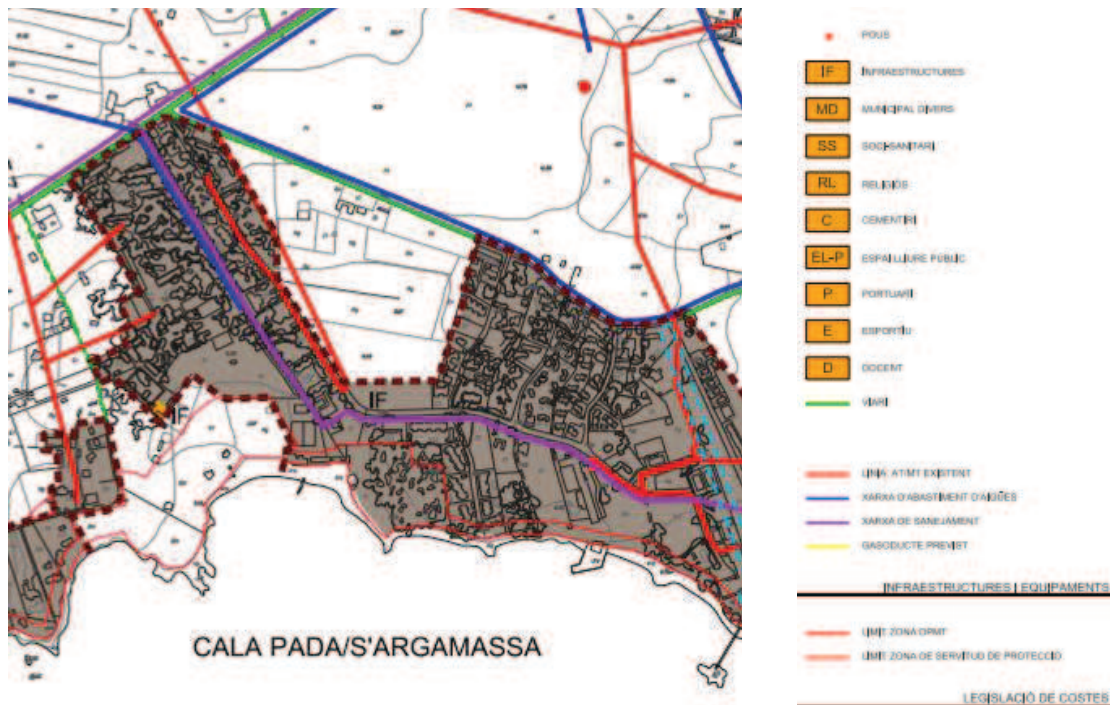 IF
IF
CALA PADA/S'ARGAMASSA
POUS
IF INFRAESTRUCTURES
MD MUNICIPAL DIVERS
SS SOCI-SANITARI
RL RELIGIÓS
C CEMENTIRI
EL-P ESPAI LLIURE PÚBLIC
P PORTUARI
E ESPORTIU
D DOCENT
VIARI
LÍNIA AT/MT EXISTENT
XARXA D'ABASTIMENT D'AIGÜES
XARXA DE SANEJAMENT
GASODUCTE PREVIST
INFRAESTRUCTURES I EQUIPAMENTS
LÍMIT ZONA DPMT
LÍMIT ZONA DE SERVITUD DE PROTECCIÓ
LEGISLACIÓ DE COSTES